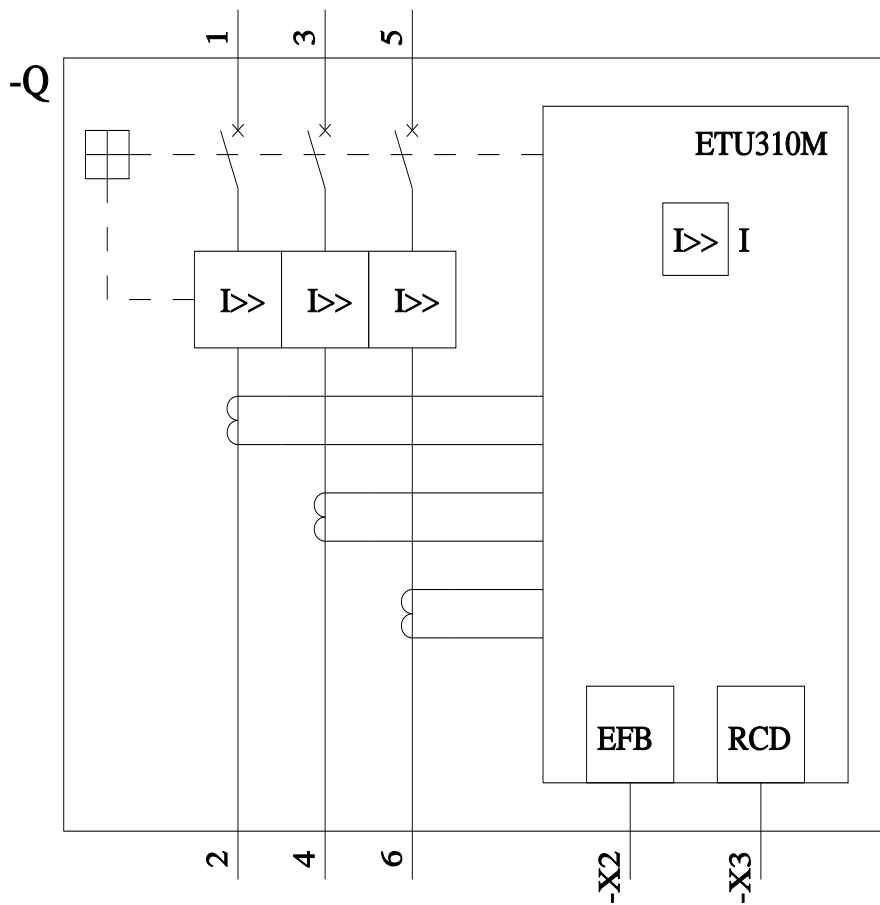 1 3 5
-Q
ETU310M
I>> I
I>> I>> I>>
EFB RCD
2 4 6 -X2 -X3